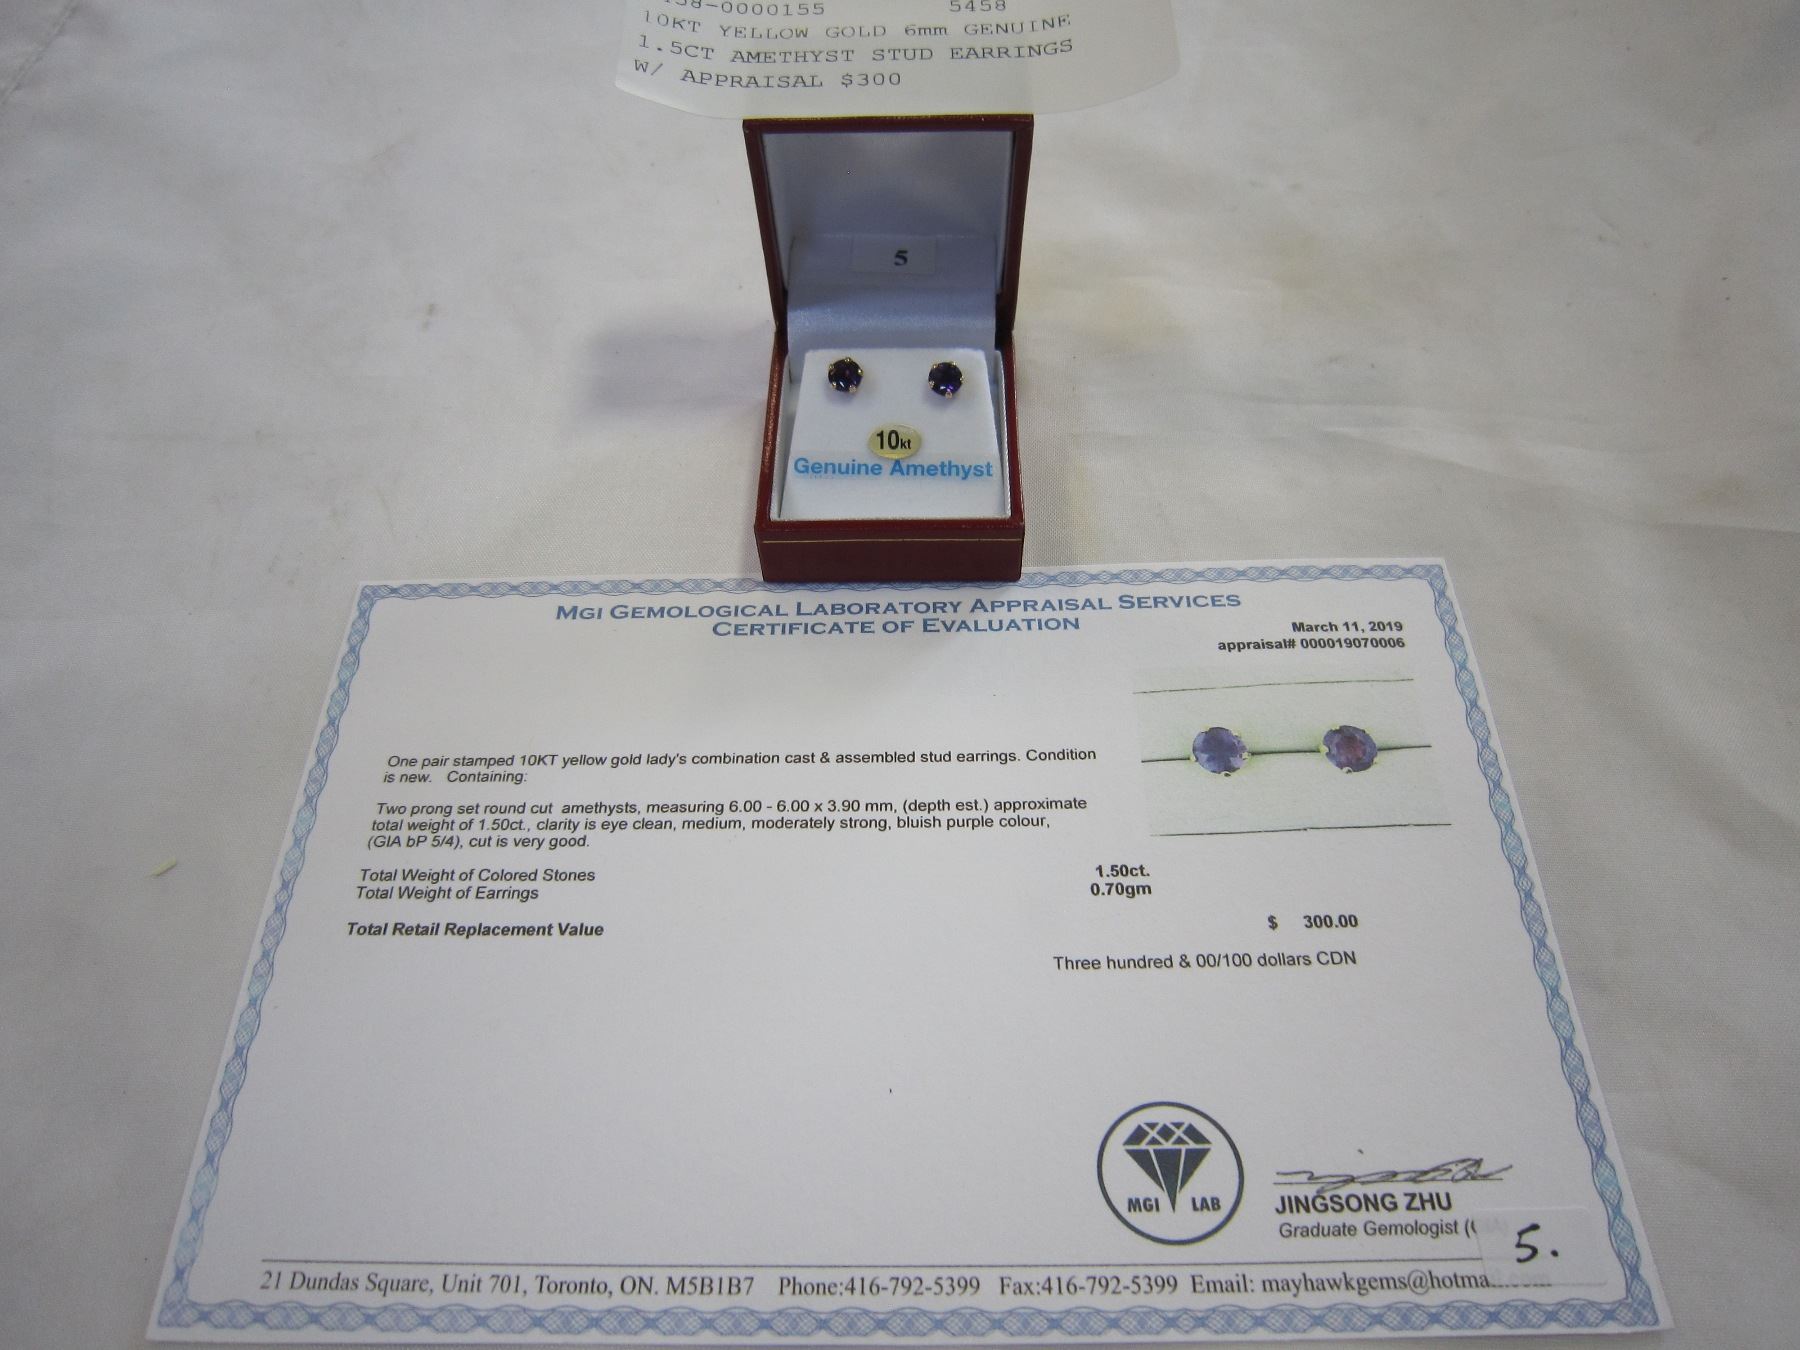 58-0000155 5458
10KT YELLOW GOLD 6mm GENUINE
1.5CT AMETHYST STUD EARRINGS
W/ APPRAISAL $300
5
10kt
Genuine Amethyst
MGI GEMOLOGICAL LABORATORY APPRAISAL SERVICES
CERTIFICATE OF EVALUATION
March 11, 2019
appraisal# 000019070006
One pair stamped 10KT yellow gold lady's combination cast & assembled stud earrings. Condition
is new. Containing:
Two prong set round cut amethysts, measuring 6.00 - 6.00 x 3.90 mm, (depth est.) approximate
total weight of 1.50ct., clarity is eye clean, medium, moderately strong, bluish purple colour,
(GIA bP 5/4), cut is very good.
Total Weight of Colored Stones 1.50ct.
Total Weight of Earrings 0.70gm
Total Retail Replacement Value $ 300.00
Three hundred & 00/100 dollars CDN
MGI LAB
JINGSONG ZHU
Graduate Gemologist
5.
21 Dundas Square, Unit 701, Toronto, ON. M5B1B7 Phone:416-792-5399 Fax:416-792-5399 Email: mayhawkgems@hotma